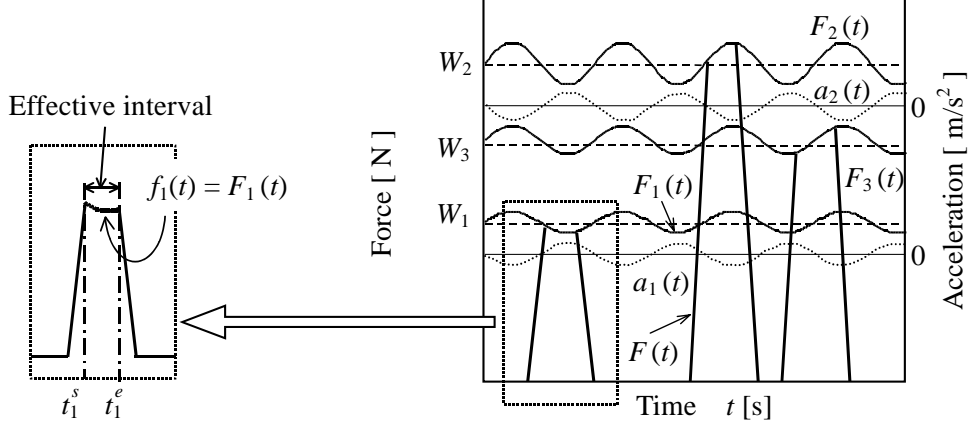 Effective interval
f₁(t) = F₁(t)
t₁ˢ t₁ᵉ
Force [ N ]
W₂
W₃
W₁
F₂(t)
a₂(t)
F₁(t)
F₃(t)
a₁(t)
F(t)
0
0
Acceleration [ m/s² ]
Time t [s]